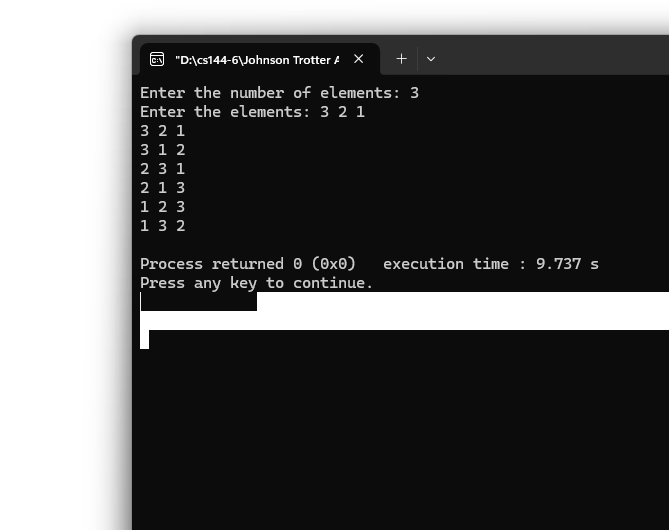 "D:\cs144-6\Johnson Trotter A
Enter the number of elements: 3
Enter the elements: 3 2 1
3 2 1
3 1 2
2 3 1
2 1 3
1 2 3
1 3 2
Process returned 0 (0x0)   execution time : 9.737 s
Press any key to continue.